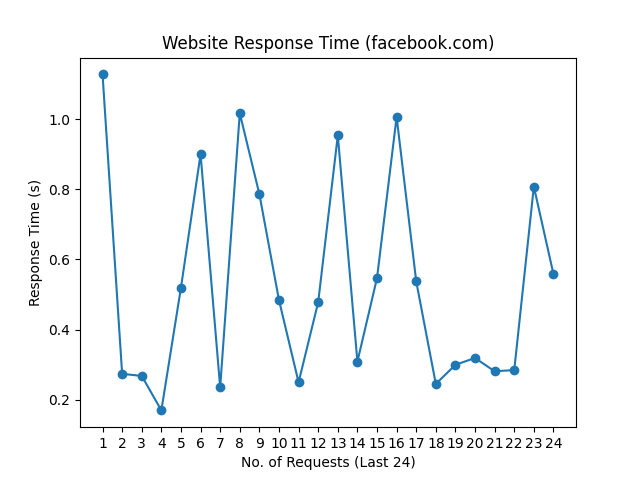 Website Response Time (facebook.com)
Response Time (s)
1.0
0.8
0.6
0.4
0.2
1 2 3 4 5 6 7 8 9 10 11 12 13 14 15 16 17 18 19 20 21 22 23 24
No. of Requests (Last 24)